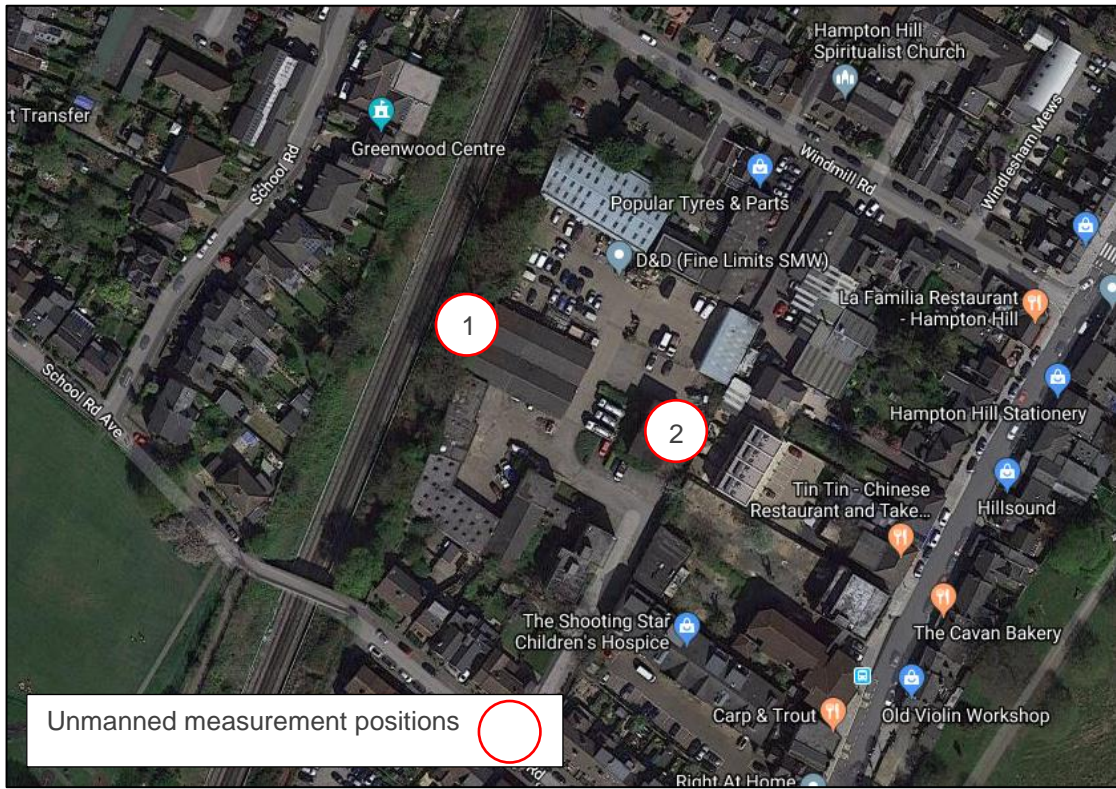 Hampton Hill
Spiritualist Church
t Transfer
School Rd
Greenwood Centre
Windmill Rd
Windlesham Mews
Popular Tyres & Parts
D&D (Fine Limits SMW)
La Familia Restaurant
- Hampton Hill
1
School Rd Ave
Hampton Hill Stationery
2
Tin Tin - Chinese
Restaurant and Take...
Hillsound
The Shooting Star
Children's Hospice
The Cavan Bakery
Unmanned measurement positions
Carp & Trout
Old Violin Workshop
Rd
Right At Home